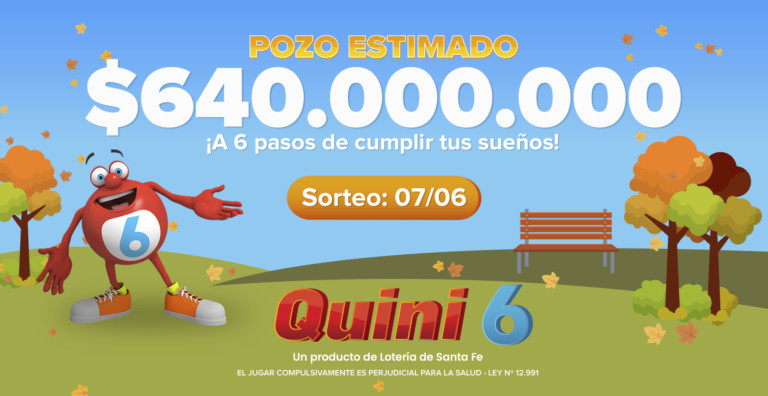 POZO ESTIMADO
$640.000.000
¡A 6 pasos de cumplir tus sueños!
Sorteo: 07/06
6
Quini 6
Un producto de Lotería de Santa Fe
EL JUGAR COMPULSIVAMENTE ES PERJUDICIAL PARA LA SALUD - LEY Nº 12.991